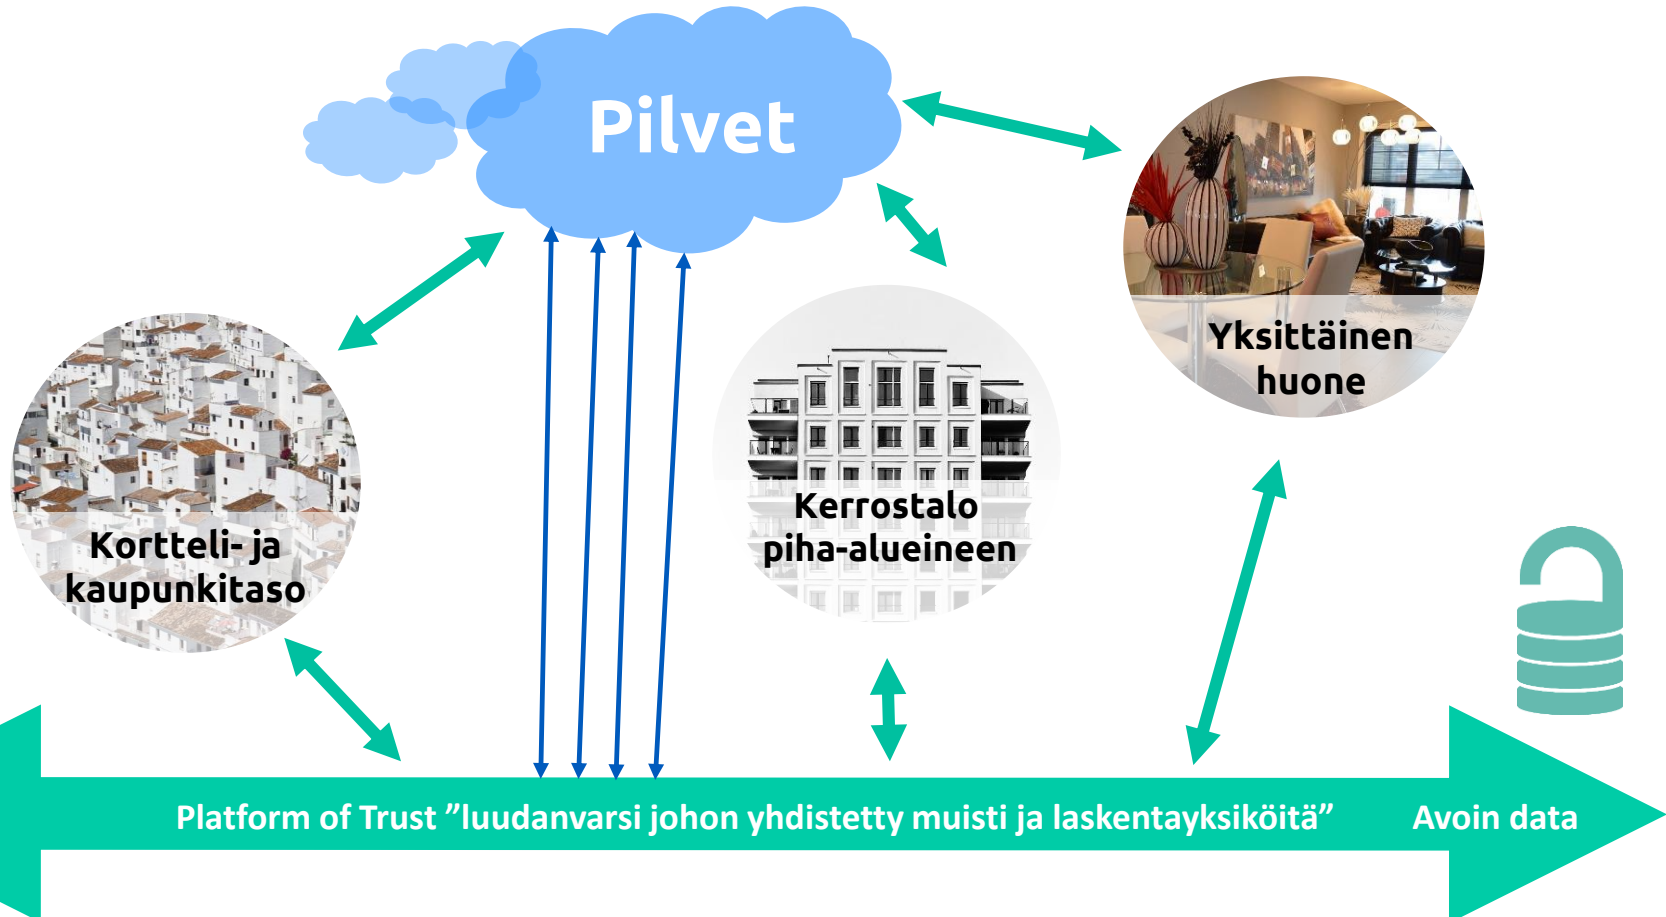 Pilvet
Yksittäinen
huone
Kerrostalo
piha-alueineen
Kortteli- ja
kaupunkitaso
Platform of Trust ”luudanvarsi johon yhdistetty muisti ja laskentayksiköitä”
Avoin data